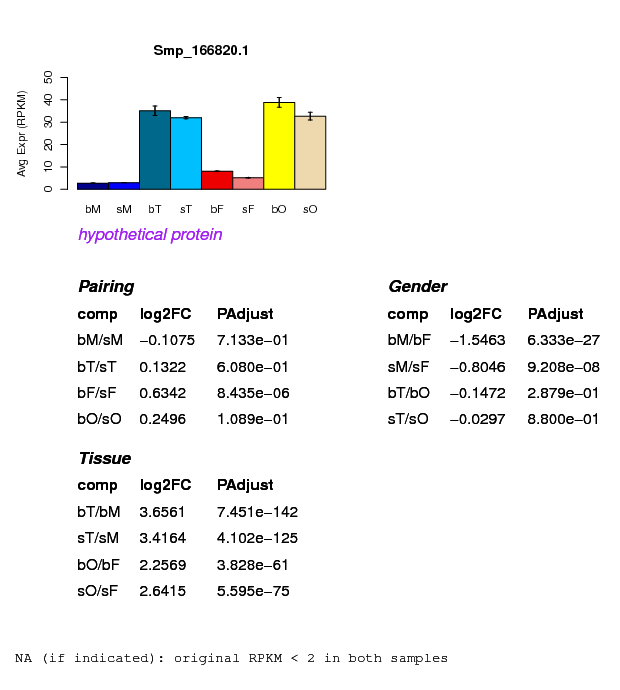 Smp_166820.1
Avg Expr (RPKM)
50
40
30
20
10
0
bM sM bT sT bF sF bO sO
hypothetical protein
Pairing
comp log2FC PAdjust
bM/sM −0.1075 7.133e−01
bT/sT 0.1322 6.080e−01
bF/sF 0.6342 8.435e−06
bO/sO 0.2496 1.089e−01
Gender
comp log2FC PAdjust
bM/bF −1.5463 6.333e−27
sM/sF −0.8046 9.208e−08
bT/bO −0.1472 2.879e−01
sT/sO −0.0297 8.800e−01
Tissue
comp log2FC PAdjust
bT/bM 3.6561 7.451e−142
sT/sM 3.4164 4.102e−125
bO/bF 2.2569 3.828e−61
sO/sF 2.6415 5.595e−75
NA (if indicated): original RPKM < 2 in both samples